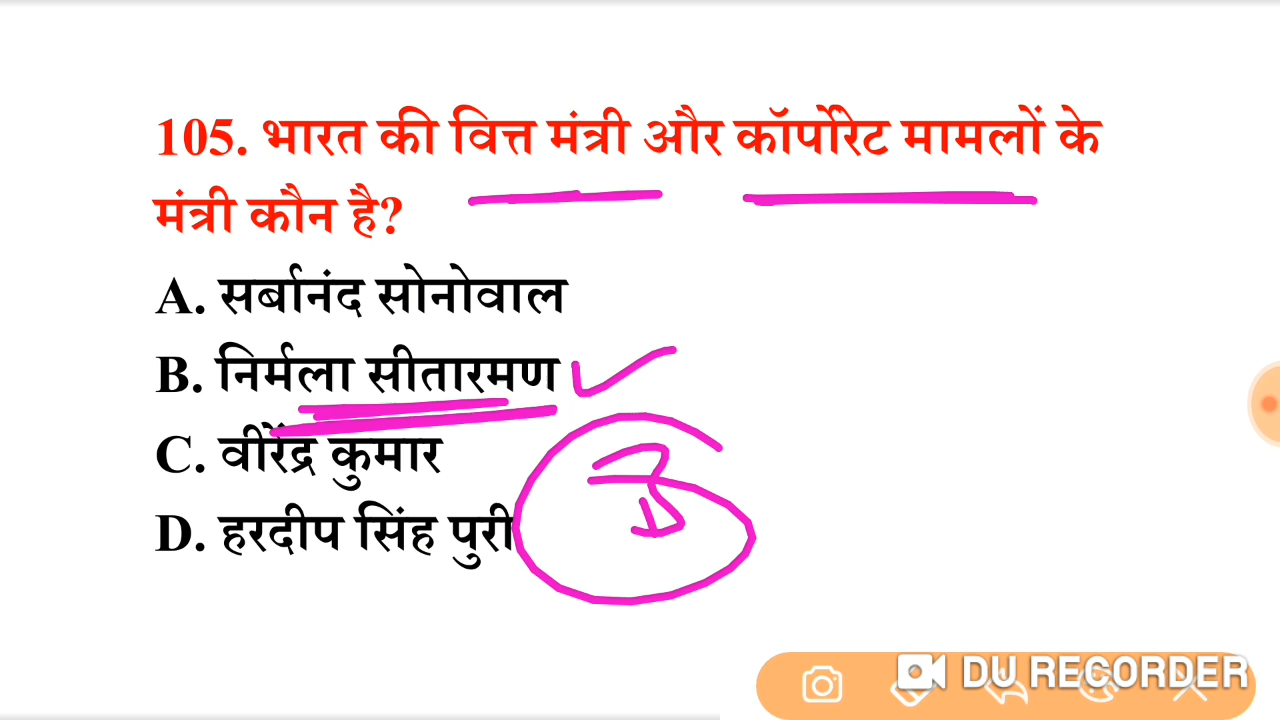 105. भारत की वित्त मंत्री और कॉर्पोरेट मामलों के
मंत्री कौन है?
A. सर्बानंद सोनोवाल
B. निर्मला सीतारमण
C. वीरेंद्र कुमार
D. हरदीप सिंह पुरी
DU RECORDER